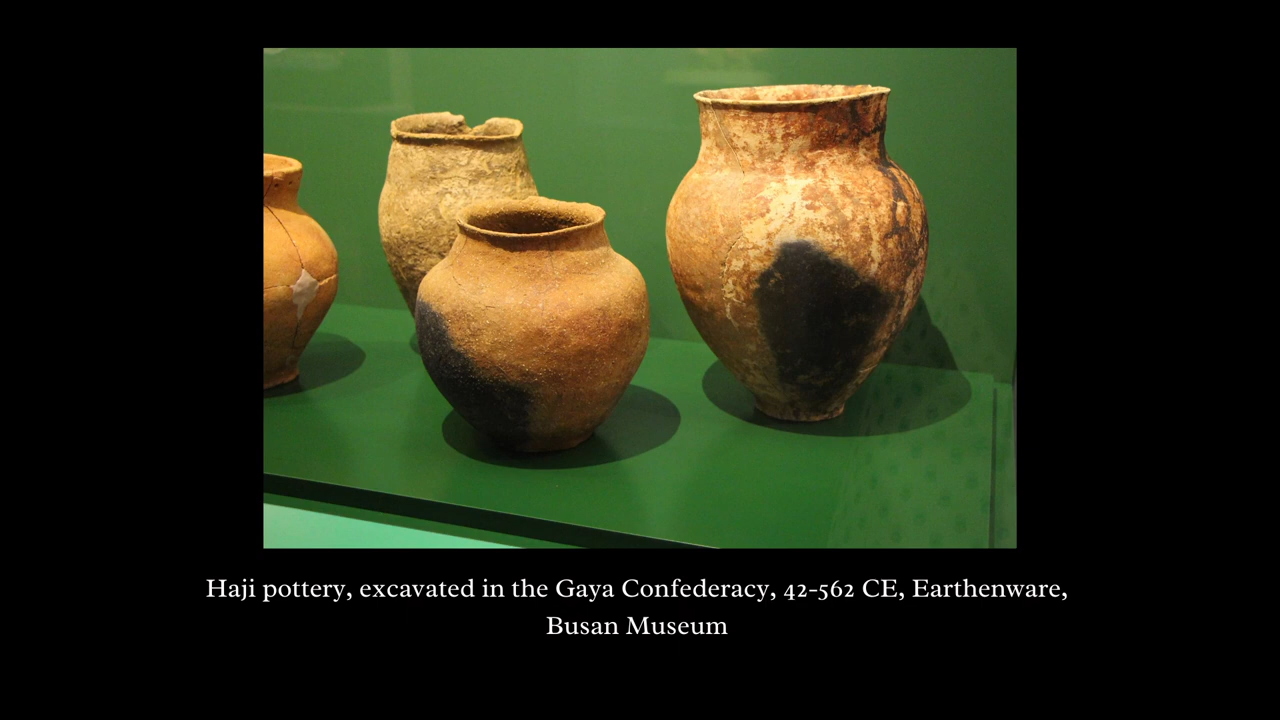 Haji pottery, excavated in the Gaya Confederacy, 42-562 CE, Earthenware,
Busan Museum